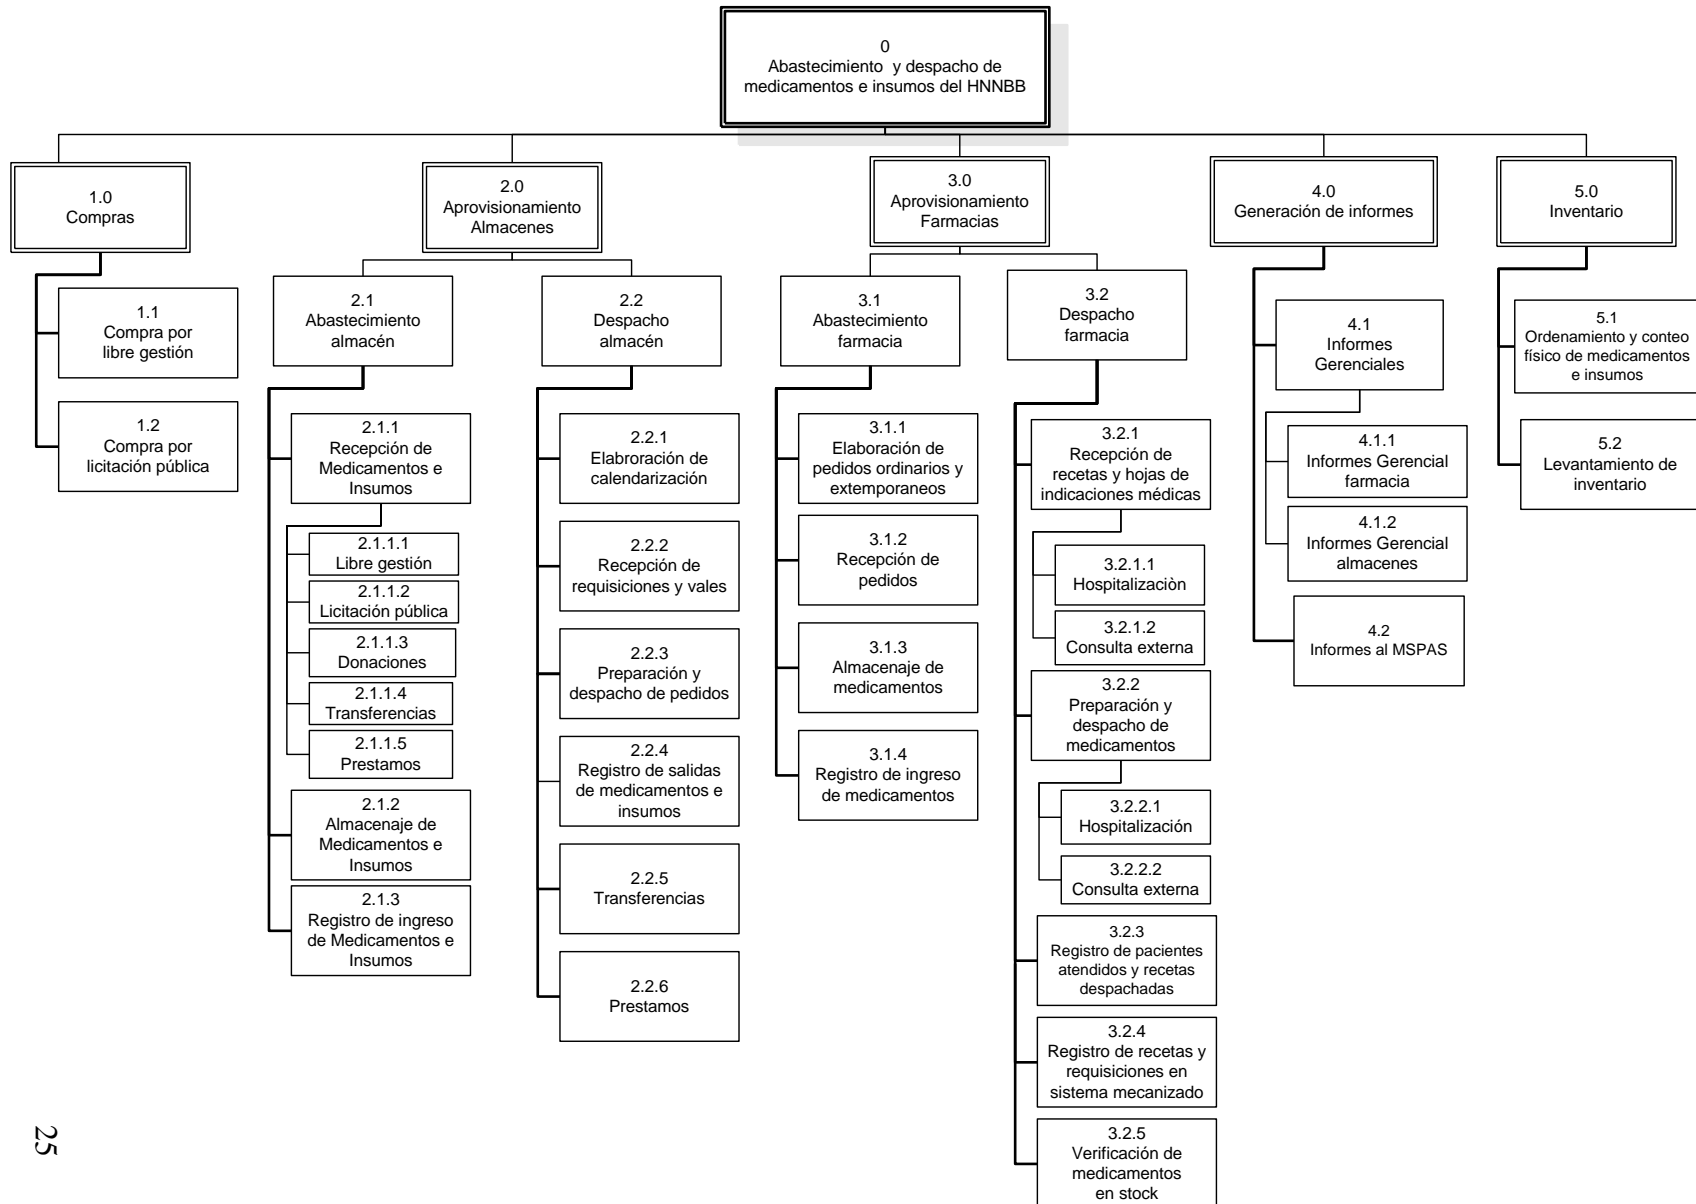 0
Abastecimiento y despacho de
medicamentos e insumos del HNNBB
1.0
Compras
1.1
Compra por
libre gestión
1.2
Compra por
licitación pública
2.0
Aprovisionamiento
Almacenes
2.1
Abastecimiento
almacén
2.1.1
Recepción de
Medicamentos e
Insumos
2.1.1.1
Libre gestión
2.1.1.2
Licitación pública
2.1.1.3
Donaciones
2.1.1.4
Transferencias
2.1.1.5
Prestamos
2.1.2
Almacenaje de
Medicamentos e
Insumos
2.1.3
Registro de ingreso
de Medicamentos e
Insumos
2.2
Despacho
almacén
2.2.1
Elaboración de
calendarización
2.2.2
Recepción de
requisiciones y vales
2.2.3
Preparación y
despacho de pedidos
2.2.4
Registro de salidas
de medicamentos e
insumos
2.2.5
Transferencias
2.2.6
Prestamos
3.0
Aprovisionamiento
Farmacias
3.1
Abastecimiento
farmacia
3.1.1
Elaboración de
pedidos ordinarios y
extemporaneos
3.1.2
Recepción de
pedidos
3.1.3
Almacenaje de
medicamentos
3.1.4
Registro de ingreso
de medicamentos
3.2
Despacho
farmacia
3.2.1
Recepción de
recetas y hojas de
indicaciones médicas
3.2.1.1
Hospitalizaciòn
3.2.1.2
Consulta externa
3.2.2
Preparación y
despacho de
medicamentos
3.2.2.1
Hospitalización
3.2.2.2
Consulta externa
3.2.3
Registro de pacientes
atendidos y recetas
despachadas
3.2.4
Registro de recetas y
requisiciones en
sistema mecanizado
3.2.5
Verificación de
medicamentos
en stock
4.0
Generación de informes
4.1
Informes
Gerenciales
4.1.1
Informes Gerencial
farmacia
4.1.2
Informes Gerencial
almacenes
4.2
Informes al MSPAS
5.0
Inventario
5.1
Ordenamiento y conteo
físico de medicamentos
e insumos
5.2
Levantamiento de
inventario
25